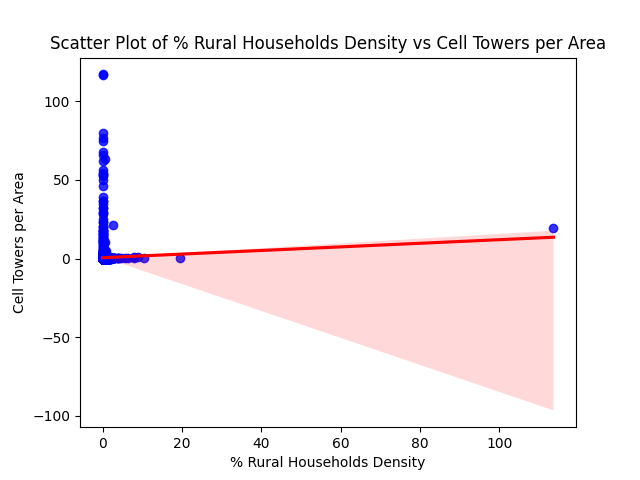 Scatter Plot of % Rural Households Density vs Cell Towers per Area
100
50
0
−50
−100
Cell Towers per Area
0 20 40 60 80 100
% Rural Households Density